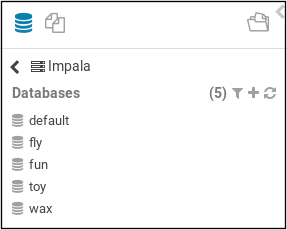 Impala
Databases (5)
default
fly
fun
toy
wax